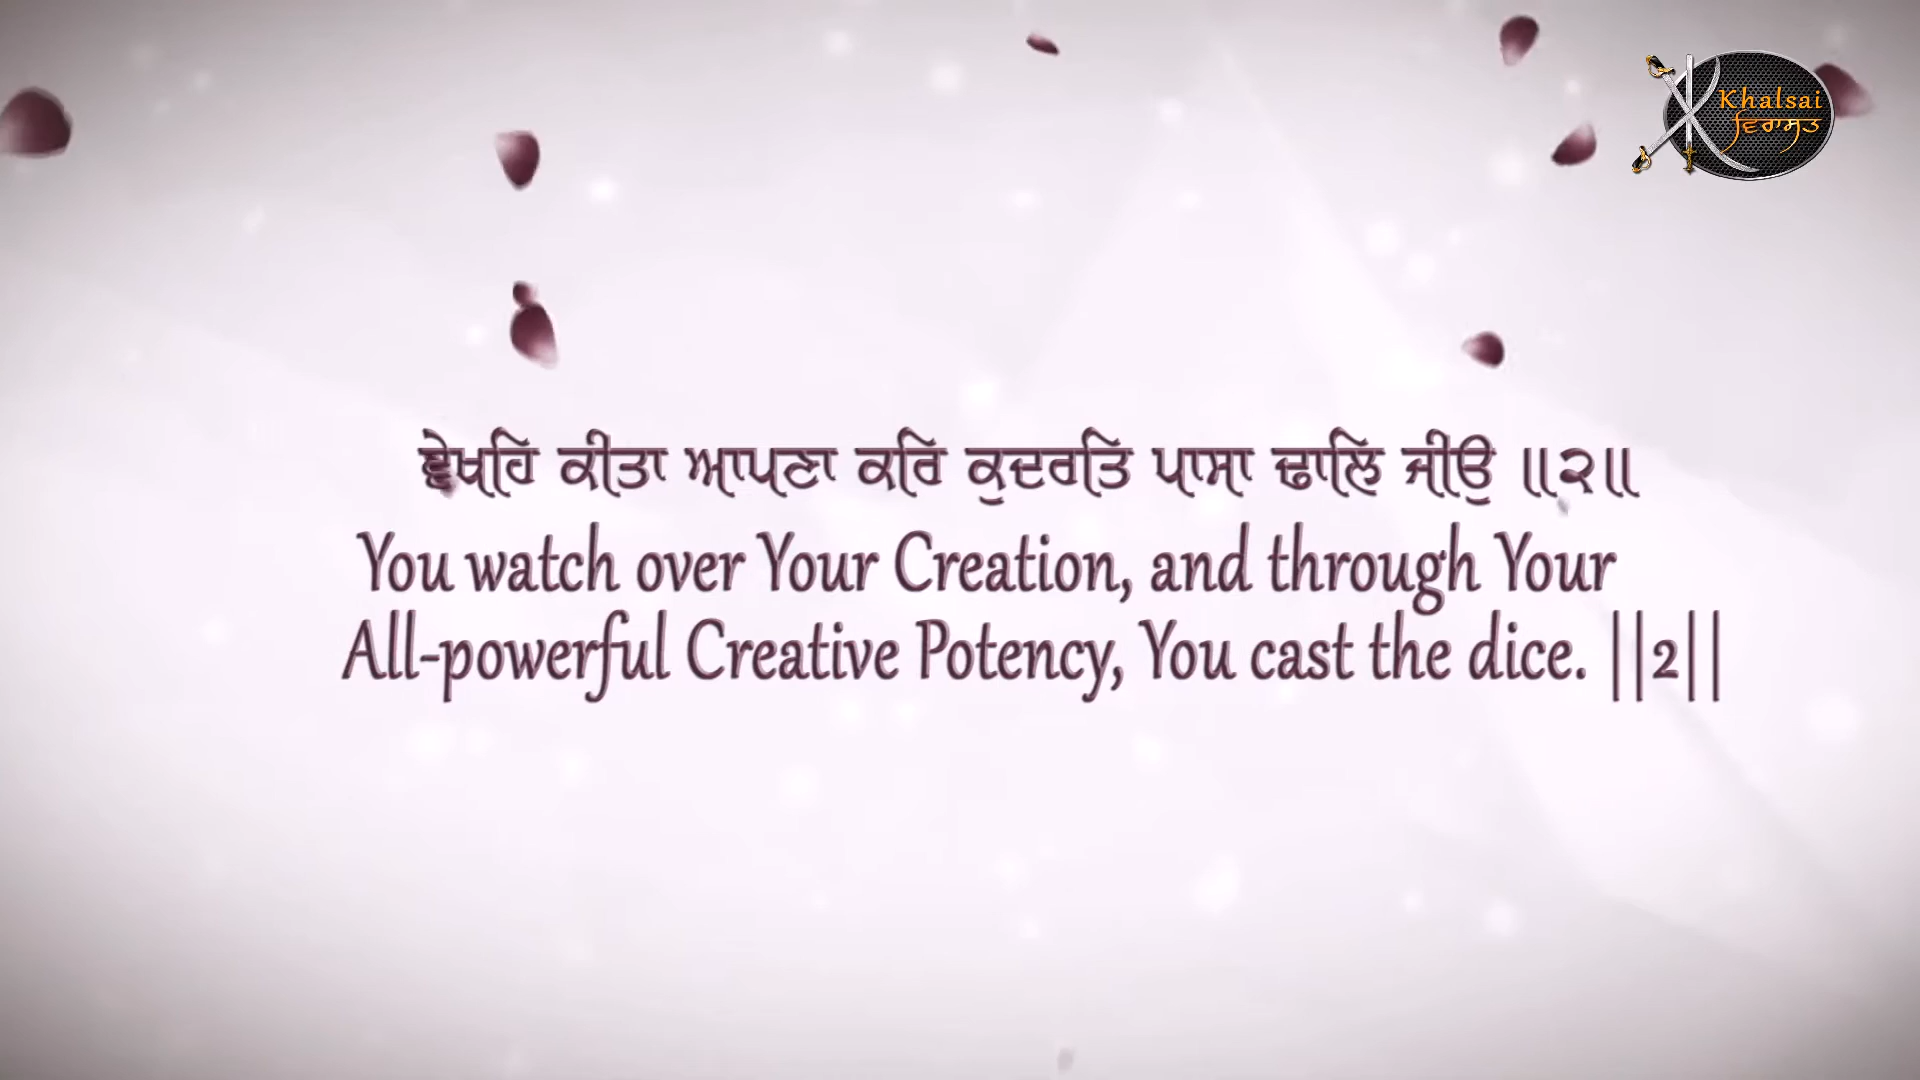 Khalsai
ਵਿਰਾਸਤ
ਵੇਖਹਿ ਕੀਤਾ ਆਪਣਾ ਕਰਿ ਕੁਦਰਤਿ ਪਾਸਾ ਢਾਲਿ ਜੀਉ ॥੨॥
You watch over Your Creation, and through Your
All-powerful Creative Potency, You cast the dice. ||2||